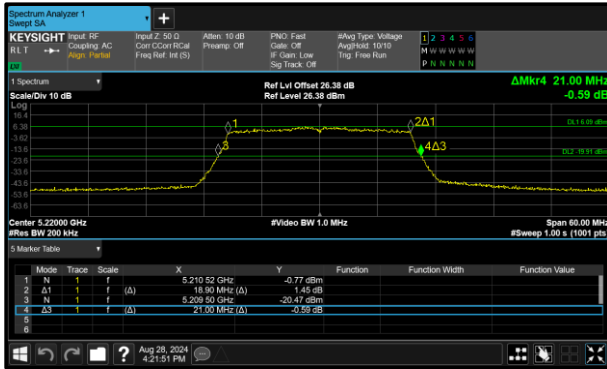 Spectrum Analyzer 1
Swept SA
KEYSIGHT Input: RF Input Z: 50 Ω Atten: 10 dB PNO: Fast #Avg Type: Voltage 1 2 3 4 5 6
RLT Coupling: AC Corr CCorr RCal Preamp: Off Gate: Off Avg|Hold: 10/10 M W W W W W
Align: Partial Freq Ref: Int (S) IF Gain: Low Trig: Free Run
Sig Track: Off P N N N N N
1 Spectrum Ref Lvl Offset 26.38 dB ΔMkr4 21.00 MHz
Scale/Div 10 dB Ref Level 26.38 dBm -0.59 dB
Log
16.4
6.38 1 2Δ1 DL1 6.09 dBm
-3.62
-13.6 3 4Δ3
-23.6 DL2 -19.91 dBm
-33.6
-43.6
-53.6
-63.6
Center 5.22000 GHz #Video BW 1.0 MHz Span 60.00 MHz
#Res BW 200 kHz #Sweep 1.00 s (1001 pts)
5 Marker Table
Mode Trace Scale X Y Function Function Width Function Value
1 N 1 f 5.210 52 GHz -0.77 dBm
2 Δ1 1 f (Δ) 18.90 MHz (Δ) 1.45 dB
3 N 1 f 5.209 50 GHz -20.47 dBm
4 Δ3 1 f (Δ) 21.00 MHz (Δ) -0.59 dB
5
6
? Aug 28, 2024
4:21:51 PM